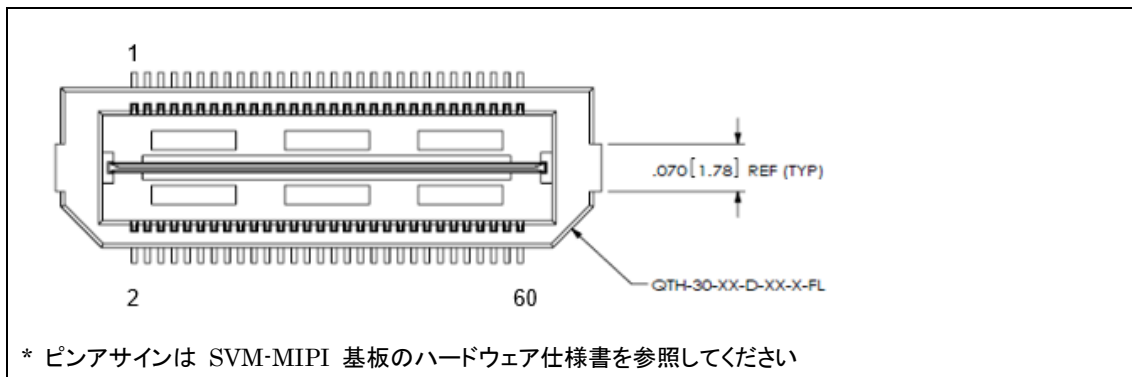 1
.070[1.78] REF (TYP)
2
60
QTH-30-XX-D-XX-X-FL
* ピンアサインは SVM-MIPI 基板のハードウェア仕様書を参照してください